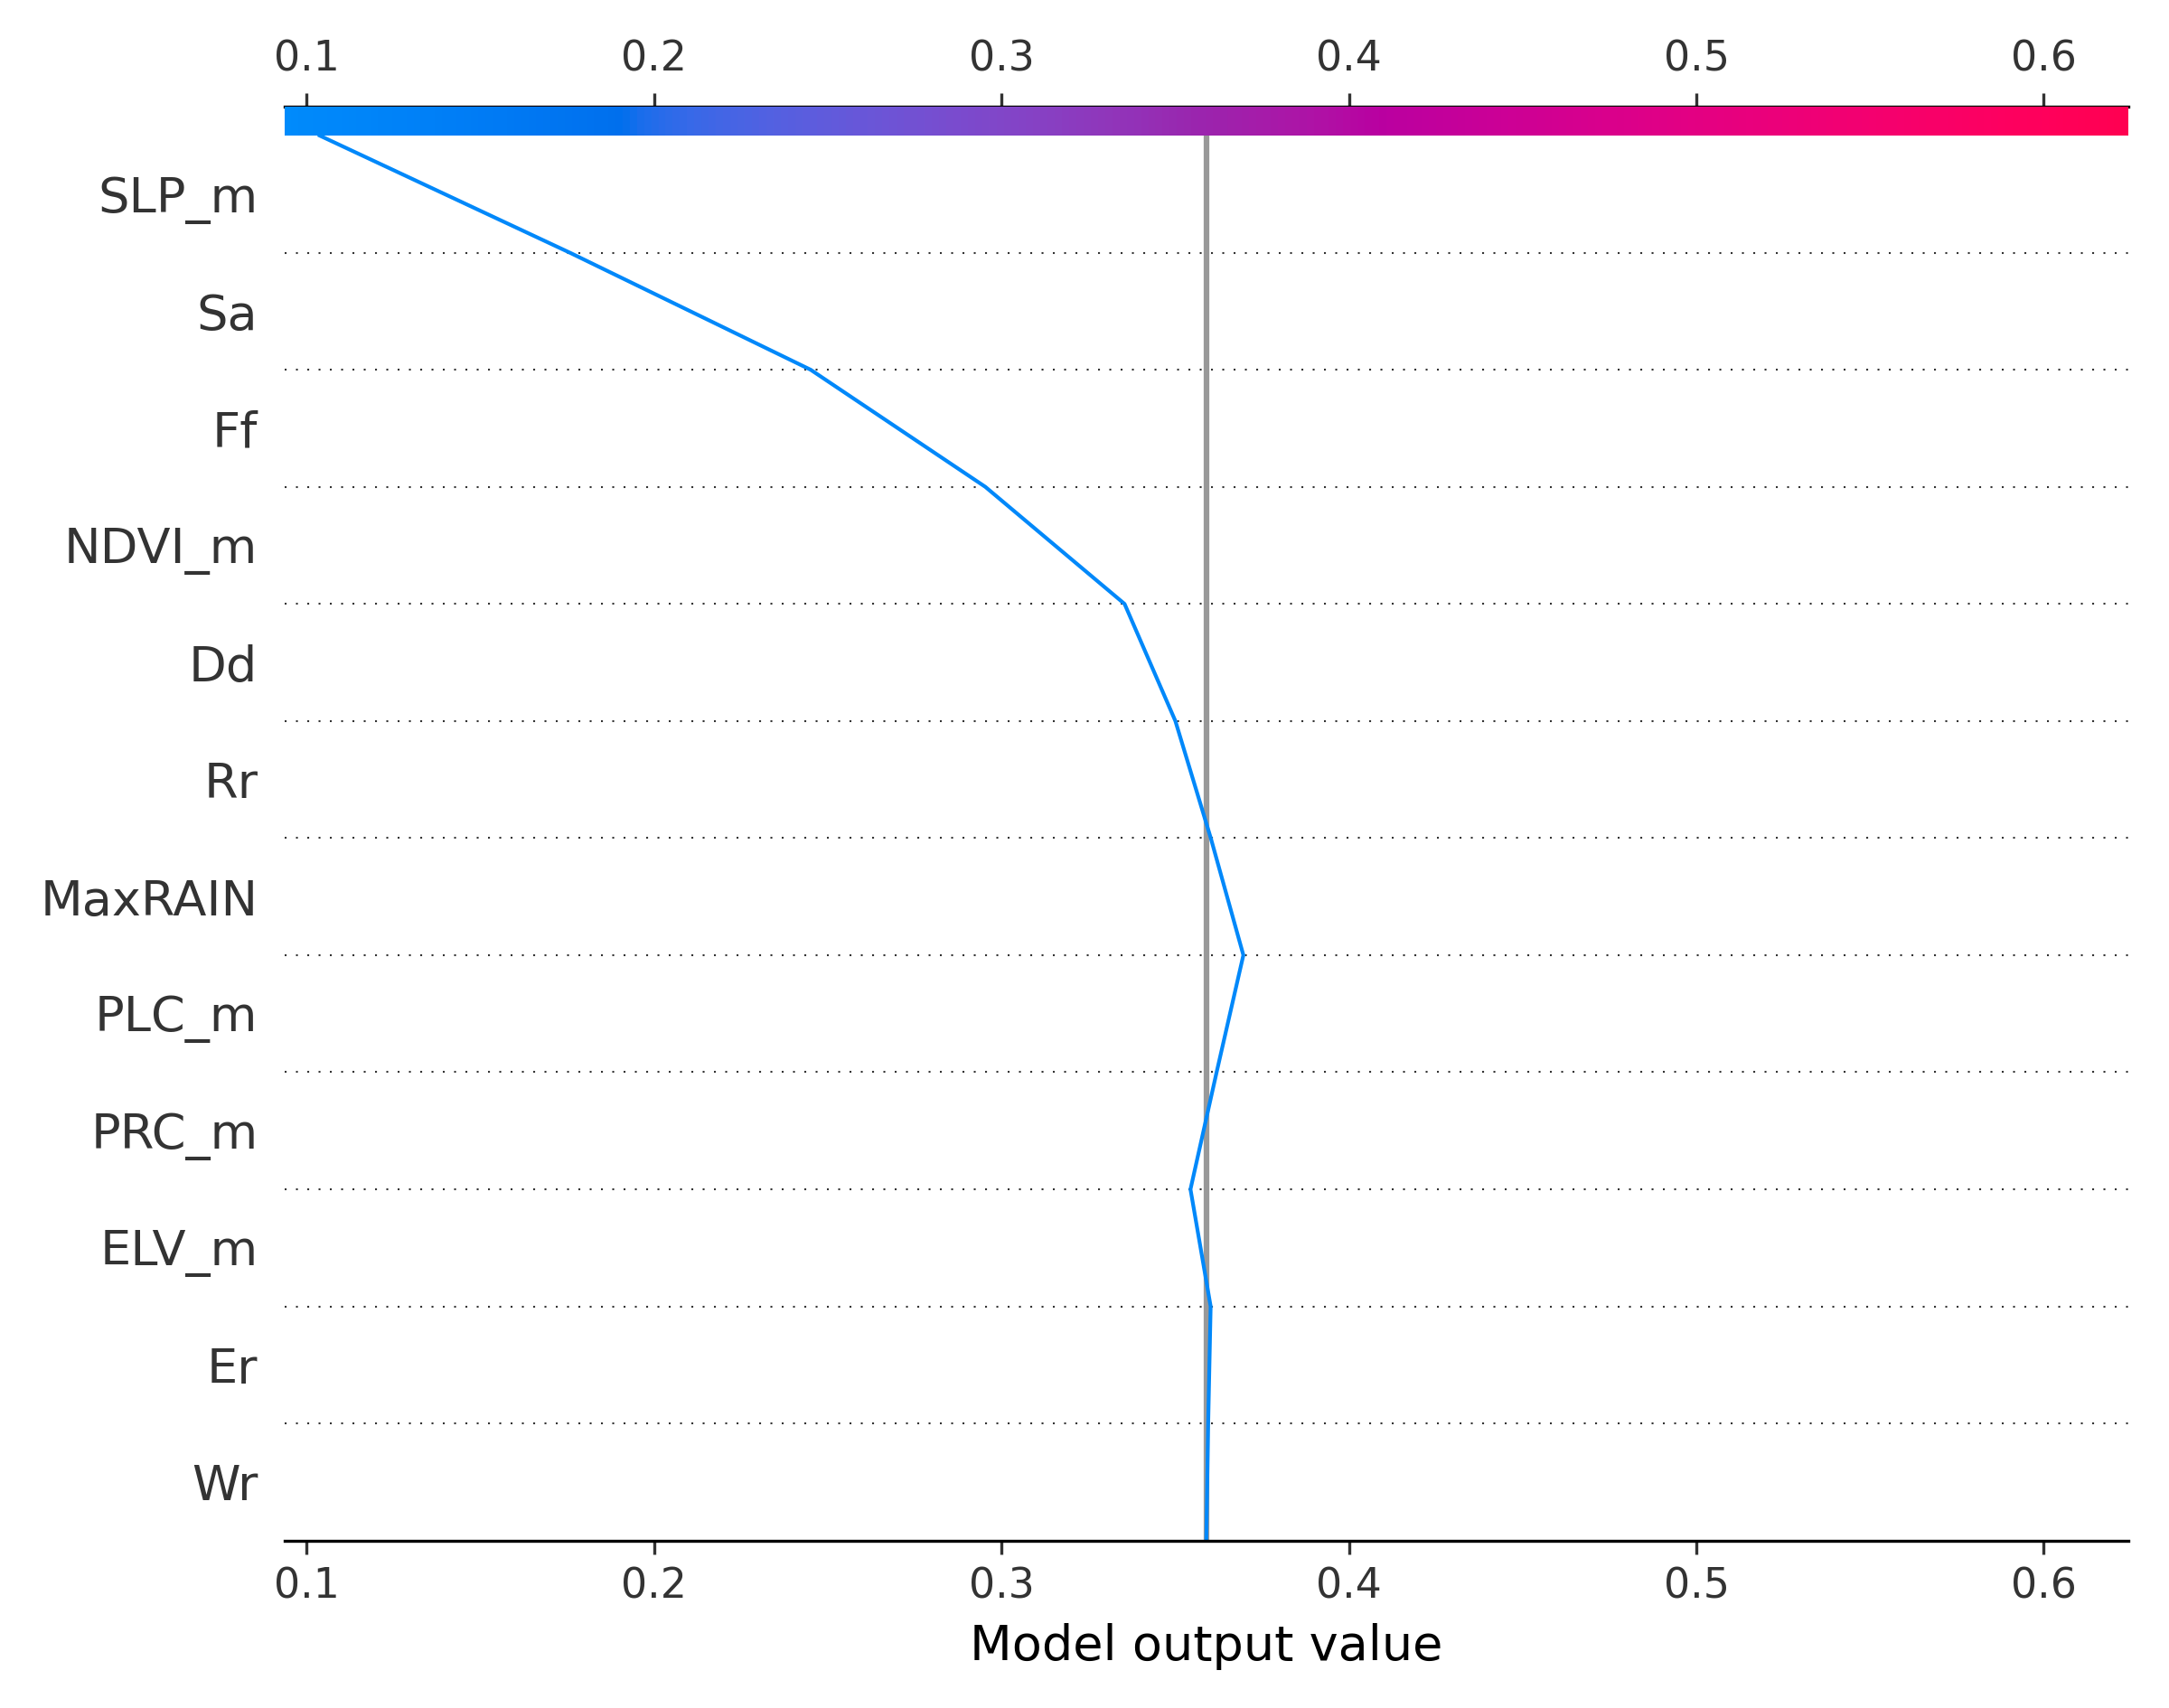 0.1 0.2 0.3 0.4 0.5 0.6
SLP_m
Sa
Ff
NDVI_m
Dd
Rr
MaxRAIN
PLC_m
PRC_m
ELV_m
Er
Wr
0.1 0.2 0.3 0.4 0.5 0.6
Model output value